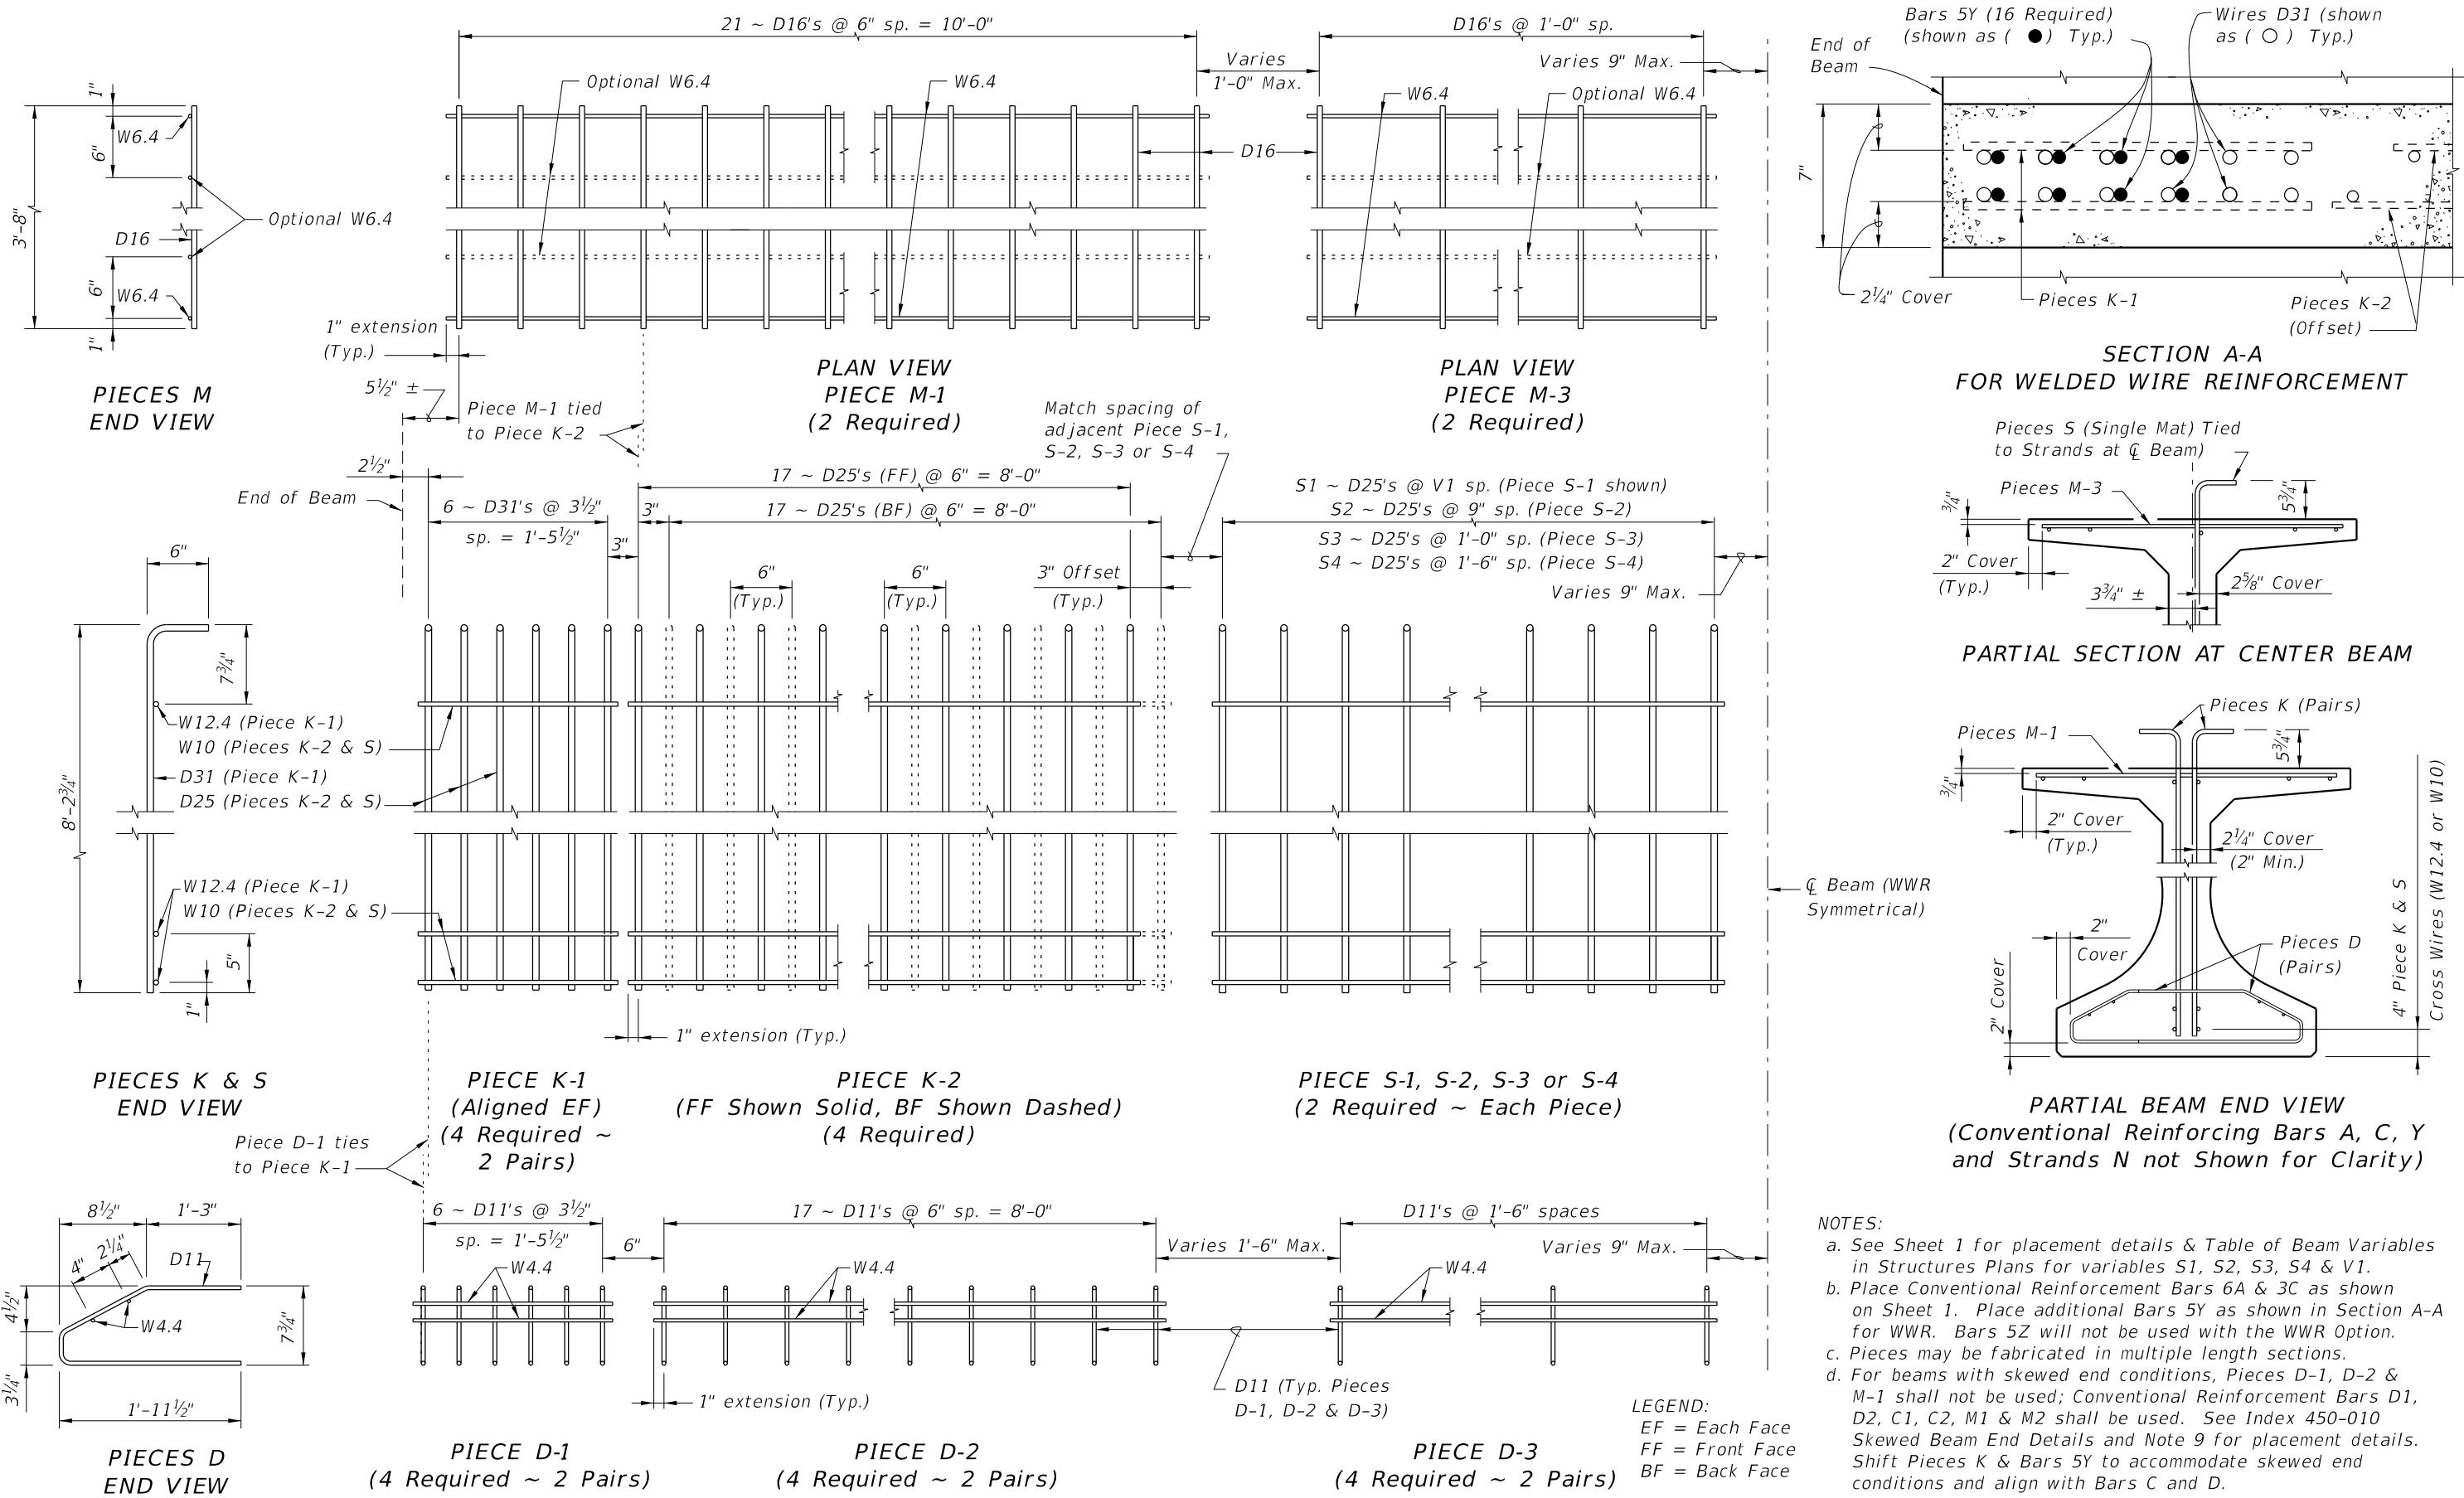 21 ~ D16's @ 6" sp. = 10'-0"
D16's @ 1'-0" sp.
Varies
1'-0" Max.
Varies 9" Max.
Optional W6.4
W6.4
W6.4
Optional W6.4
D16
1"
W6.4
6"
3'-8"
Optional W6.4
D16
6"
W6.4
1"
1" extension
(Typ.)
PIECES M
END VIEW
PLAN VIEW
PIECE M-1
(2 Required)
PLAN VIEW
PIECE M-3
(2 Required)
Bars 5Y (16 Required)
(shown as ( ● ) Typ.)
Wires D31 (shown
as ( ○ ) Typ.)
End of
Beam
7"
2¼" Cover
Pieces K-1
Pieces K-2
(Offset)
SECTION A-A
FOR WELDED WIRE REINFORCEMENT
5½" ±
Piece M-1 tied
to Piece K-2
Match spacing of
adjacent Piece S-1,
S-2, S-3 or S-4
2½"
End of Beam
6 ~ D31's @ 3½"
sp. = 1'-5½"
3"
3"
17 ~ D25's (FF) @ 6" = 8'-0"
17 ~ D25's (BF) @ 6" = 8'-0"
6"
(Typ.)
6"
(Typ.)
3" Offset
(Typ.)
S1 ~ D25's @ V1 sp. (Piece S-1 shown)
S2 ~ D25's @ 9" sp. (Piece S-2)
S3 ~ D25's @ 1'-0" sp. (Piece S-3)
S4 ~ D25's @ 1'-6" sp. (Piece S-4)
Varies 9" Max.
6"
7¾"
8'-2¾"
W12.4 (Piece K-1)
W10 (Pieces K-2 & S)
D31 (Piece K-1)
D25 (Pieces K-2 & S)
W12.4 (Piece K-1)
W10 (Pieces K-2 & S)
5"
1"
1" extension (Typ.)
℄ Beam (WWR
Symmetrical)
PIECES K & S
END VIEW
PIECE K-1
(Aligned EF)
(4 Required ~
2 Pairs)
PIECE K-2
(FF Shown Solid, BF Shown Dashed)
(4 Required)
PIECE S-1, S-2, S-3 or S-4
(2 Required ~ Each Piece)
Pieces S (Single Mat) Tied
to Strands at ℄ Beam)
Pieces M-3
¾"
5¾"
2" Cover
(Typ.)
3¾" ±
2⅝" Cover
PARTIAL SECTION AT CENTER BEAM
Pieces K (Pairs)
Pieces M-1
¾"
5¾"
2" Cover
(Typ.)
2¼" Cover
(2" Min.)
2"
Cover
Pieces D
(Pairs)
2" Cover
4" Piece K & S
Cross Wires (W12.4 or W10)
PARTIAL BEAM END VIEW
(Conventional Reinforcing Bars A, C, Y
and Strands N not Shown for Clarity)
Piece D-1 ties
to Piece K-1
8½"
1'-3"
4"
2¼"
D11
4½"
W4.4
7¾"
3¼"
1'-11½"
6 ~ D11's @ 3½"
sp. = 1'-5½"
6"
17 ~ D11's @ 6" sp. = 8'-0"
Varies 1'-6" Max.
D11's @ 1'-6" spaces
Varies 9" Max.
W4.4
W4.4
W4.4
1" extension (Typ.)
D11 (Typ. Pieces
D-1, D-2 & D-3)
PIECES D
END VIEW
PIECE D-1
(4 Required ~ 2 Pairs)
PIECE D-2
(4 Required ~ 2 Pairs)
PIECE D-3
(4 Required ~ 2 Pairs)
LEGEND:
EF = Each Face
FF = Front Face
BF = Back Face
NOTES:
a. See Sheet 1 for placement details & Table of Beam Variables
in Structures Plans for variables S1, S2, S3, S4 & V1.
b. Place Conventional Reinforcement Bars 6A & 3C as shown
on Sheet 1. Place additional Bars 5Y as shown in Section A-A
for WWR. Bars 5Z will not be used with the WWR Option.
c. Pieces may be fabricated in multiple length sections.
d. For beams with skewed end conditions, Pieces D-1, D-2 &
M-1 shall not be used; Conventional Reinforcement Bars D1,
D2, C1, C2, M1 & M2 shall be used. See Index 450-010
Skewed Beam End Details and Note 9 for placement details.
Shift Pieces K & Bars 5Y to accommodate skewed end
conditions and align with Bars C and D.